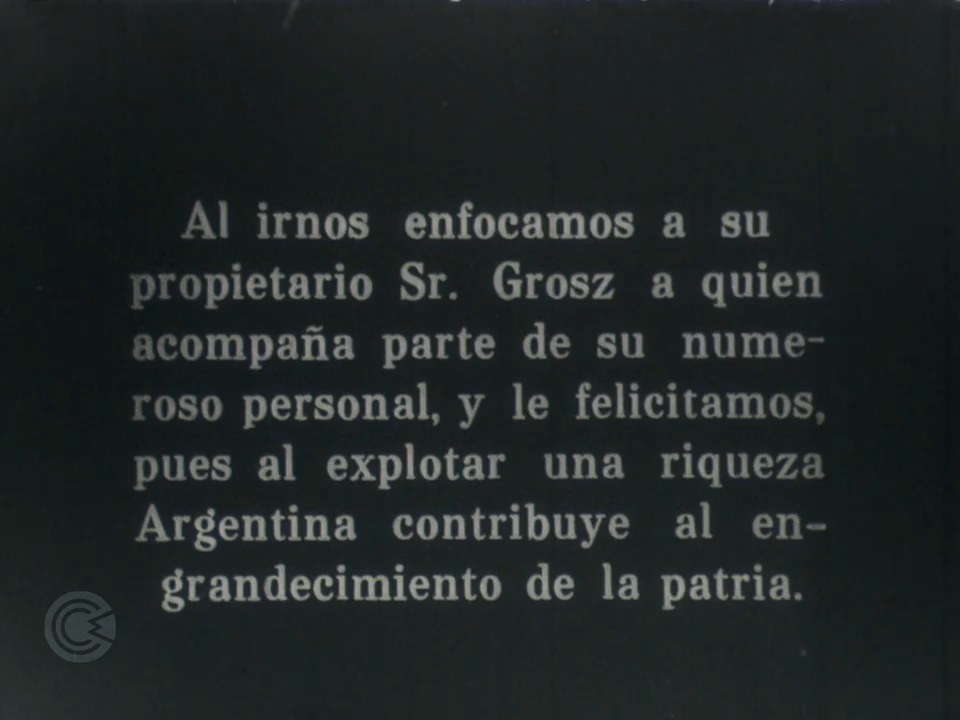 Al irnos enfocamos a su
propietario Sr. Grosz a quien
acompaña parte de su nume-
roso personal, y le felicitamos,
pues al explotar una riqueza
Argentina contribuye al en-
grandecimiento de la patria.